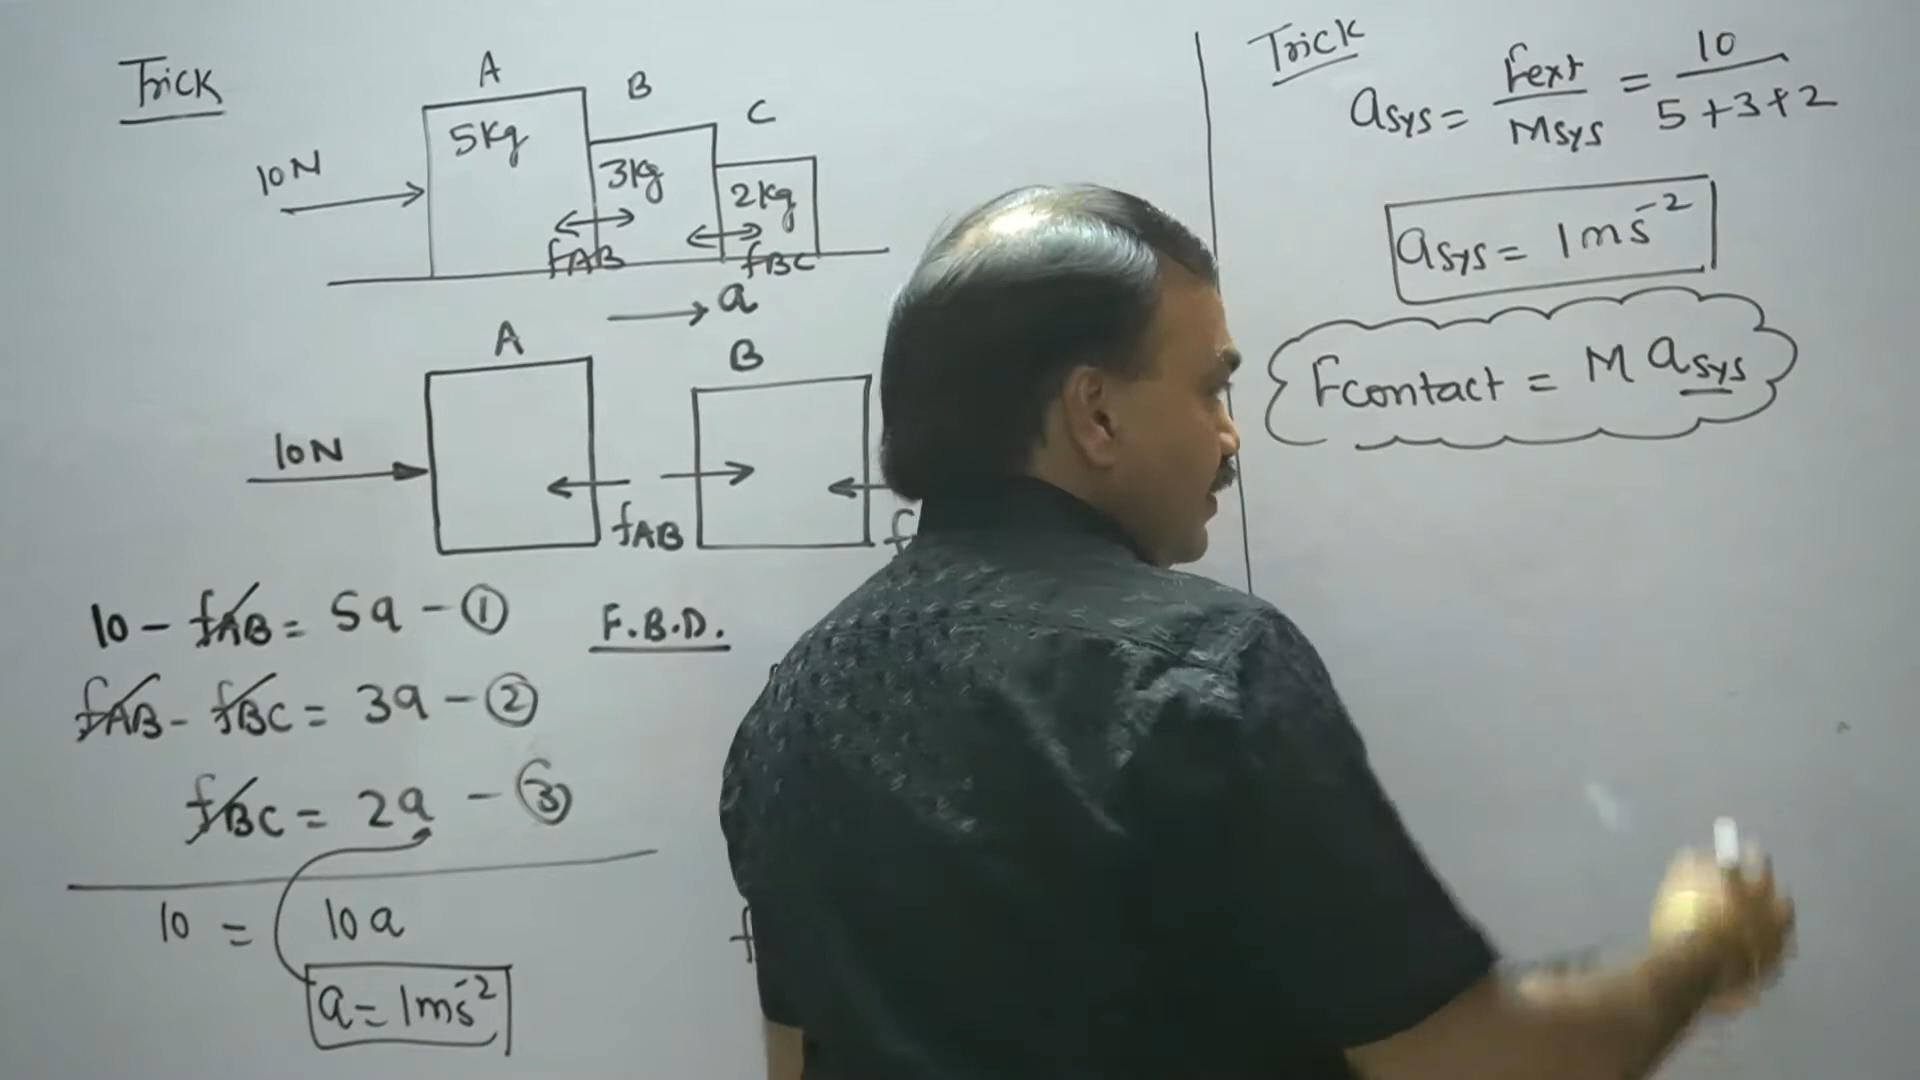 Trick
A
B
C
5Kg
3Kg
2Kg
10N
fAB
fBC
a
A
B
10N
fAB
f
10 - fAB = 5a - ①
F.B.D.
fAB - fBC = 3a - ②
fBC = 2a - ③
10 = 10a
a = 1ms⁻²
f
Trick
asys = Fext/Msys = 10/5+3+2
asys = 1ms⁻²
Fcontact = M asys